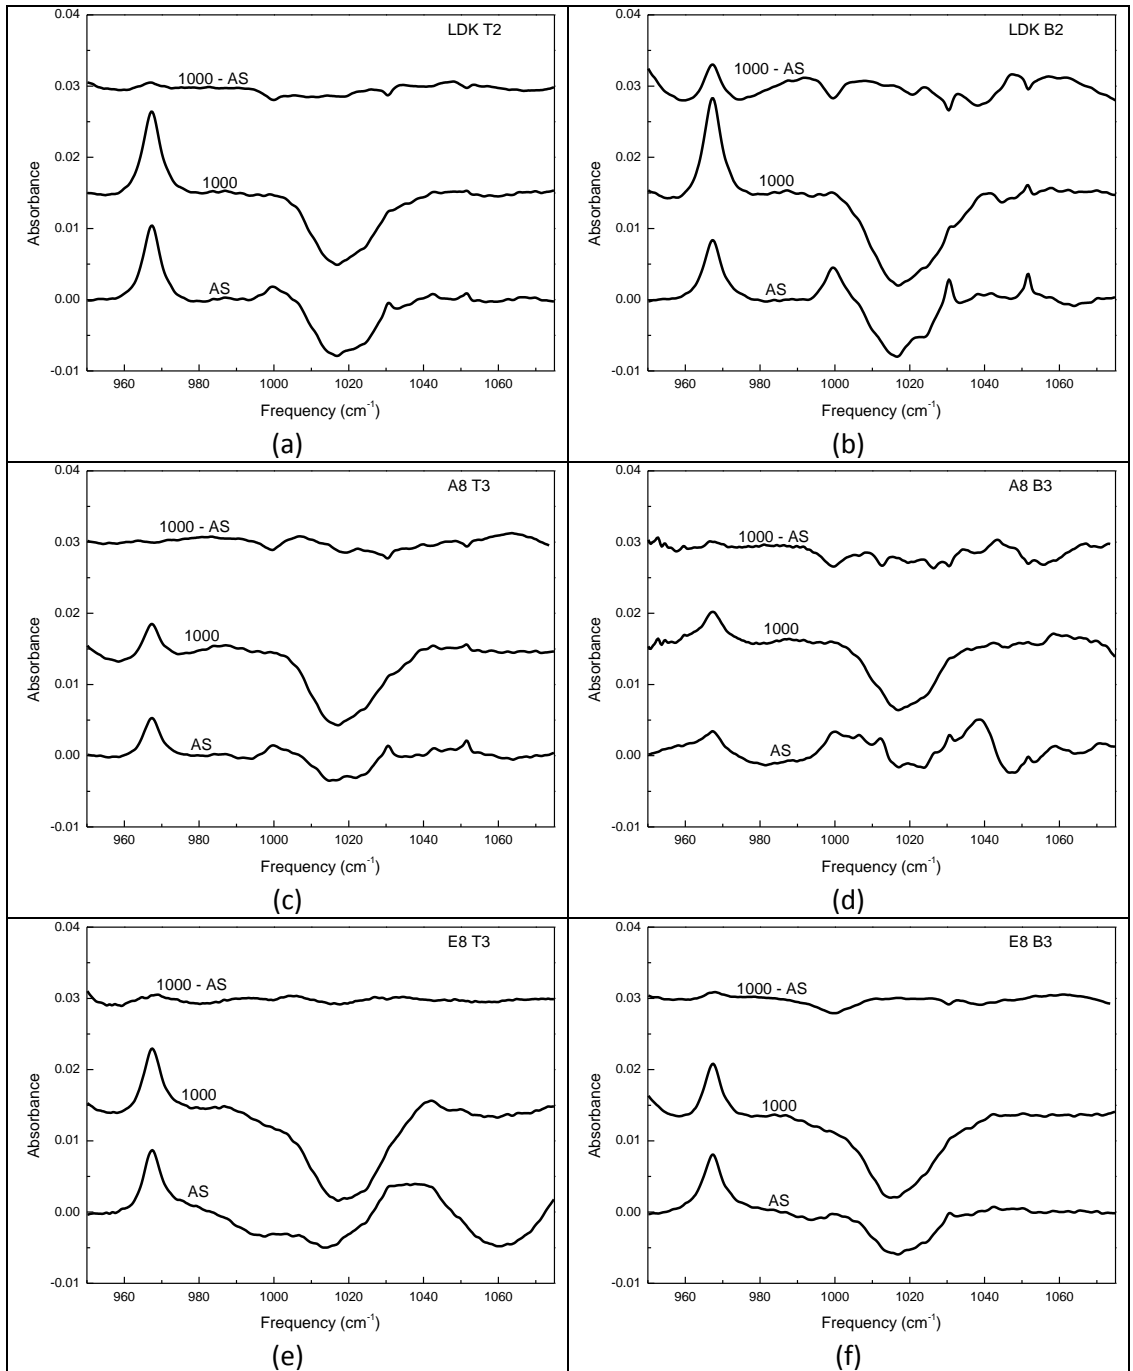 0.04
LDK T2
0.03
1000 - AS
0.02
1000
0.01
AS
0.00
-0.01
960 980 1000 1020 1040 1060
Absorbance
Frequency (cm-1)
(a)
0.04
LDK B2
0.03
1000 - AS
0.02
1000
0.01
AS
0.00
-0.01
960 980 1000 1020 1040 1060
Absorbance
Frequency (cm-1)
(b)
0.04
A8 T3
0.03
1000 - AS
0.02
1000
0.01
AS
0.00
-0.01
960 980 1000 1020 1040 1060
Absorbance
Frequency (cm-1)
(c)
0.04
A8 B3
0.03
1000 - AS
0.02
1000
0.01
AS
0.00
-0.01
960 980 1000 1020 1040 1060
Absorbance
Frequency (cm-1)
(d)
0.04
E8 T3
0.03
1000 - AS
0.02
1000
0.01
AS
0.00
-0.01
960 980 1000 1020 1040 1060
Absorbance
Frequency (cm-1)
(e)
0.04
E8 B3
0.03
1000 - AS
0.02
1000
0.01
AS
0.00
-0.01
960 980 1000 1020 1040 1060
Absorbance
Frequency (cm-1)
(f)